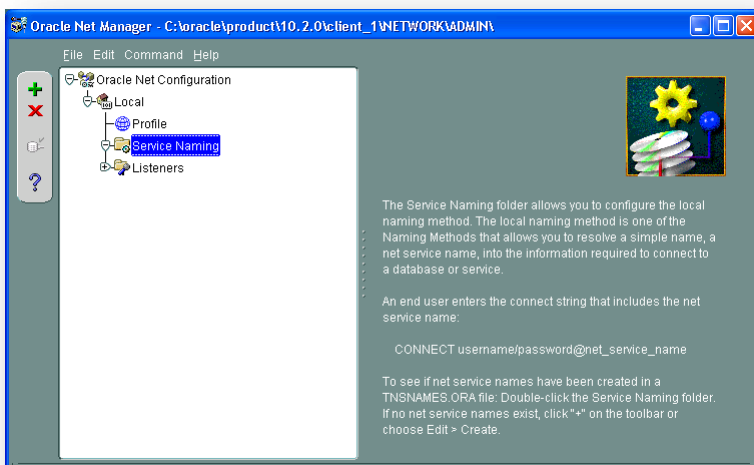 Oracle Net Manager - C:\oracle\product\10.2.0\client_1\NETWORK\ADMIN\
File Edit Command Help
Oracle Net Configuration
Local
Profile
Service Naming
Listeners
The Service Naming folder allows you to configure the local
naming method. The local naming method is one of the
Naming Methods that allows you to resolve a simple name, a
net service name, into the information required to connect to
a database or service.
An end user enters the connect string that includes the net
service name:
CONNECT username/password@net_service_name
To see if net service names have been created in a
TNSNAMES.ORA file: Double-click the Service Naming folder.
If no net service names exist, click "+" on the toolbar or
choose Edit > Create.